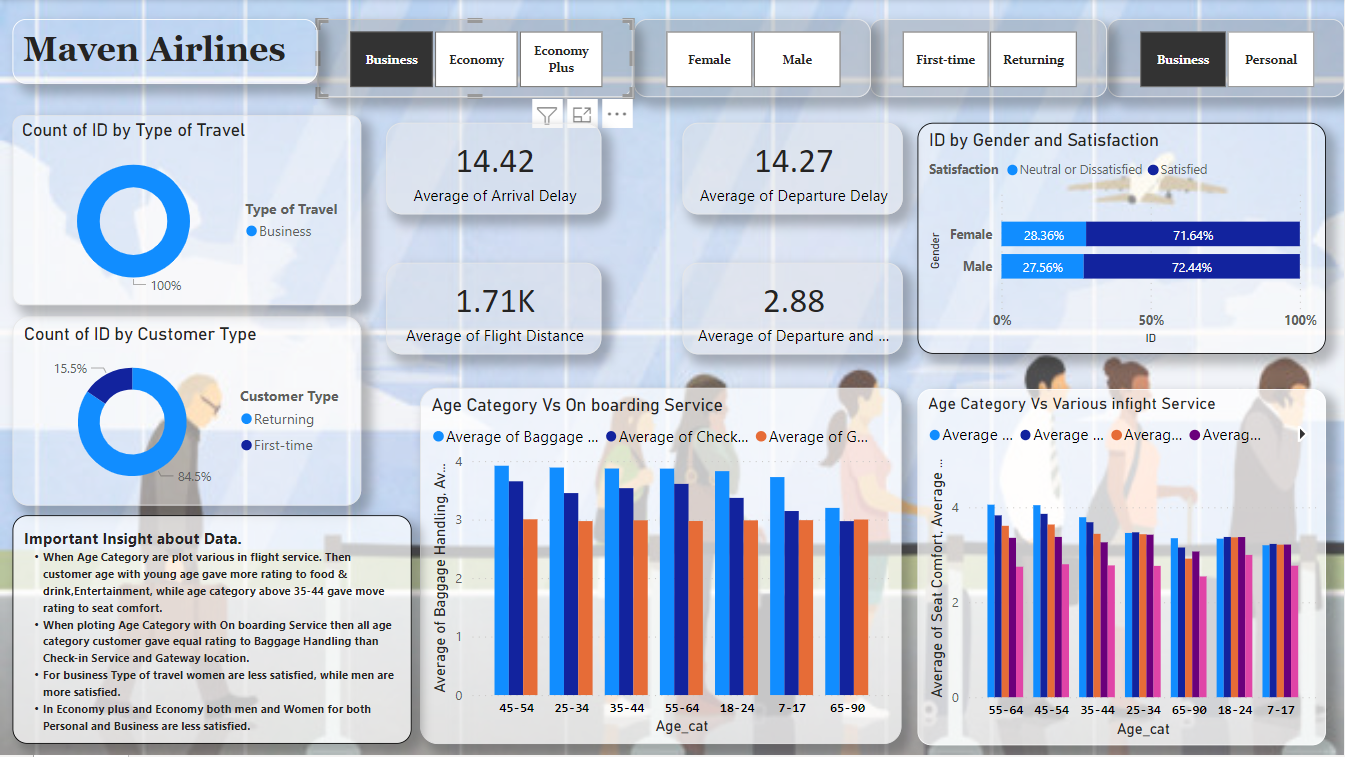 Maven Airlines
Business
Economy
Economy
Plus
Female
Male
First-time
Returning
Business
Personal
Count of ID by Type of Travel
Type of Travel
Business
100%
14.42
Average of Arrival Delay
14.27
Average of Departure Delay
1.71K
Average of Flight Distance
2.88
Average of Departure and ...
ID by Gender and Satisfaction
Satisfaction Neutral or Dissatisfied Satisfied
Gender
Female 28.36% 71.64%
Male 27.56% 72.44%
0% 50% 100%
ID
Count of ID by Customer Type
15.5%
Customer Type
Returning
First-time
84.5%
Important Insight about Data.
• When Age Category are plot various in flight service. Then
customer age with young age gave more rating to food &
drink,Entertainment, while age category above 35-44 gave move
rating to seat comfort.
• When ploting Age Category with On boarding Service then all age
category customer gave equal rating to Baggage Handling than
Check-in Service and Gateway location.
• For business Type of travel women are less satisfied, while men are
more satisfied.
• In Economy plus and Economy both men and Women for both
Personal and Business are less satisfied.
Age Category Vs On boarding Service
Average of Baggage ... Average of Check... Average of G...
Average of Baggage Handling, Av...
4
3
2
1
0
45-54 25-34 35-44 55-64 18-24 7-17 65-90
Age_cat
Age Category Vs Various infight Service
Average ... Average ... Averag... Averag...
Average of Seat Comfort, Average ...
4
2
0
55-64 45-54 35-44 25-34 65-90 18-24 7-17
Age_cat